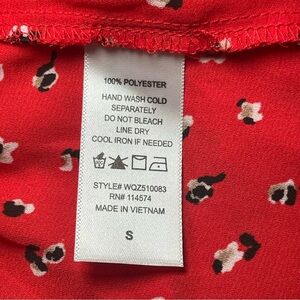 100% POLYESTER
HAND WASH COLD
SEPARATELY
DO NOT BLEACH
LINE DRY
COOL IRON IF NEEDED
STYLE# WQZ510083
RN# 114574
MADE IN VIETNAM
S